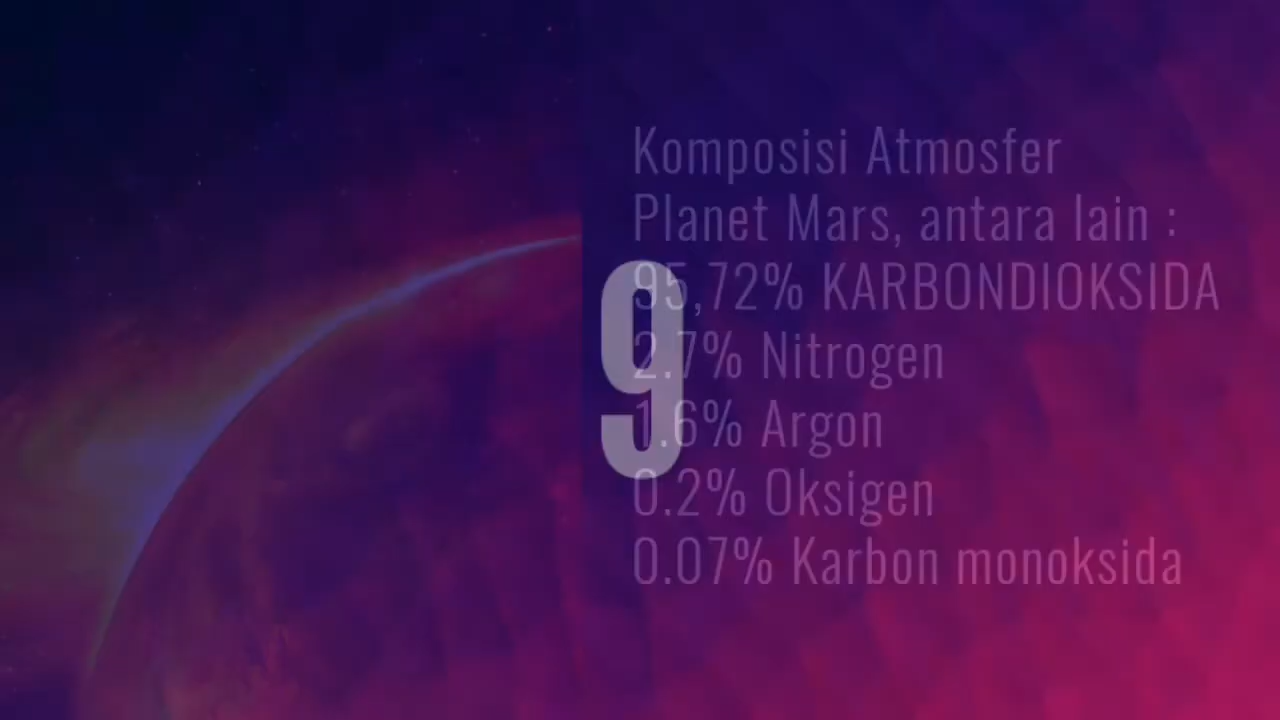 Komposisi Atmosfer
Planet Mars, antara lain :
95,72% KARBONDIOKSIDA
2.7% Nitrogen
1.6% Argon
0.2% Oksigen
0.07% Karbon monoksida
9